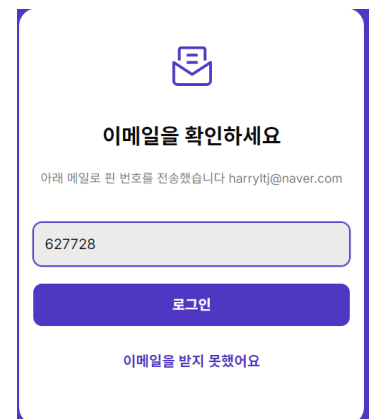 이메일을 확인하세요
아래 메일로 핀 번호를 전송했습니다 harryltj@naver.com
627728
로그인
이메일을 받지 못했어요